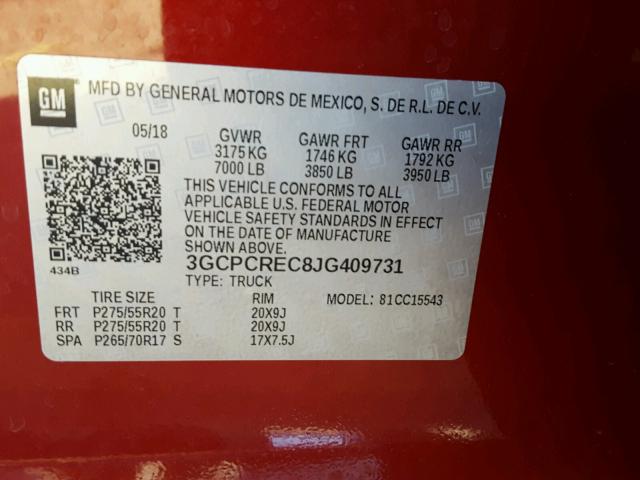 GM
MFD BY GENERAL MOTORS DE MEXICO, S. DE R.L. DE C.V.
05/18 GVWR GAWR FRT GAWR RR
3175 KG 1746 KG 1792 KG
7000 LB 3850 LB 3950 LB
THIS VEHICLE CONFORMS TO ALL
APPLICABLE U.S. FEDERAL MOTOR
VEHICLE SAFETY STANDARDS IN EFFECT
ON THE DATE OF MANUFACTURE
SHOWN ABOVE.
434B
3GCPCREC8JG409731
TYPE: TRUCK
TIRE SIZE RIM MODEL: 81CC15543
FRT P275/55R20 T 20X9J
RR P275/55R20 T 20X9J
SPA P265/70R17 S 17X7.5J